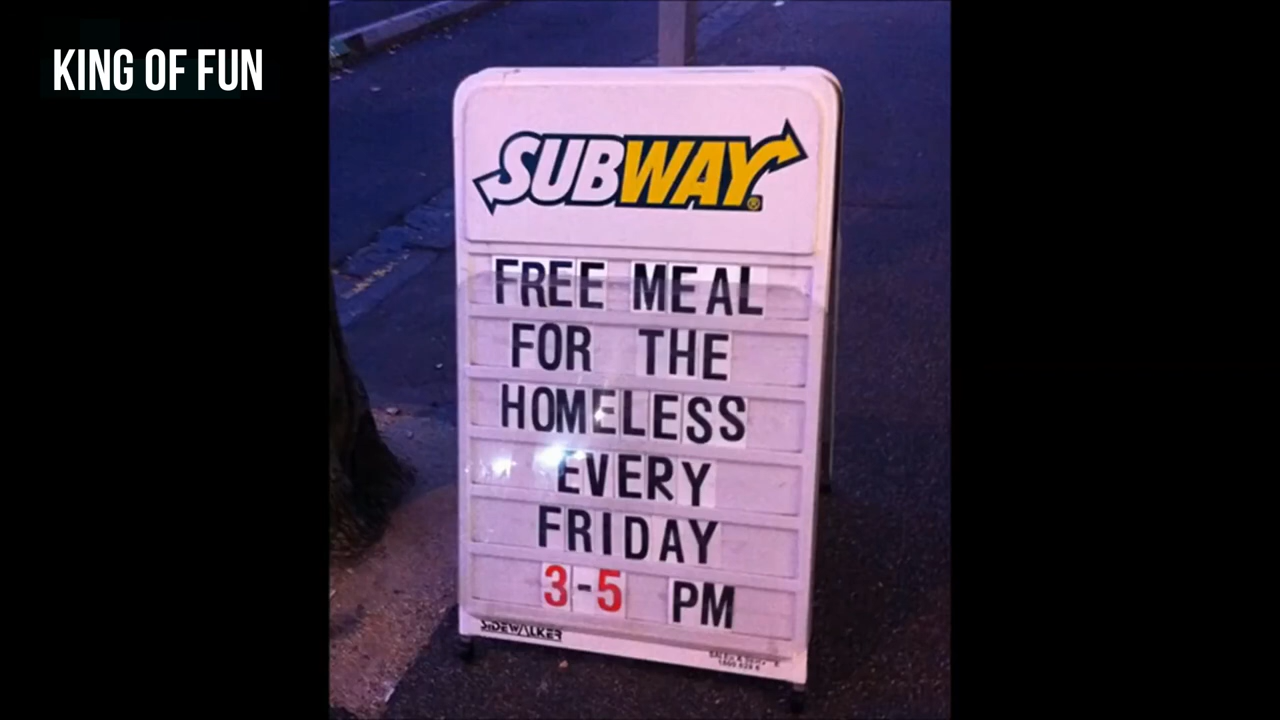 KING OF FUN
SUBWAY®
FREE MEAL
FOR THE
HOMELESS
EVERY
FRIDAY
3-5 PM
SIDEWALKER